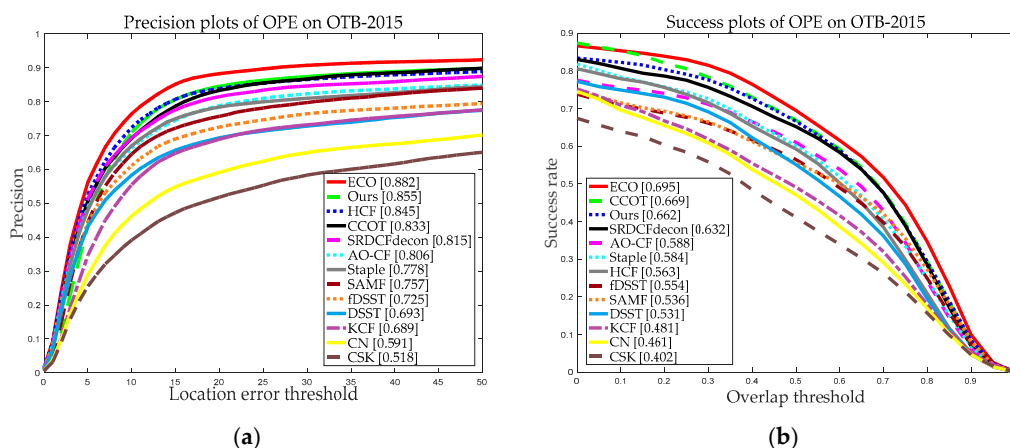 Precision plots of OPE on OTB-2015
1
0.9
0.8
0.7
0.6
0.5
0.4
0.3
0.2
0.1
0
Precision
ECO [0.882]
Ours [0.855]
HCF [0.845]
CCOT [0.833]
SRDCFdecon [0.815]
AO-CF [0.806]
Staple [0.778]
SAMF [0.757]
fDSST [0.725]
DSST [0.693]
KCF [0.689]
CN [0.591]
CSK [0.518]
0 5 10 15 20 25 30 35 40 45 50
Location error threshold
(a)
Success plots of OPE on OTB-2015
0.9
0.8
0.7
0.6
0.5
0.4
0.3
0.2
0.1
0
Success rate
ECO [0.695]
CCOT [0.669]
Ours [0.662]
SRDCFdecon [0.632]
AO-CF [0.588]
Staple [0.584]
HCF [0.563]
fDSST [0.554]
SAMF [0.536]
DSST [0.531]
KCF [0.481]
CN [0.461]
CSK [0.402]
0 0.1 0.2 0.3 0.4 0.5 0.6 0.7 0.8 0.9
Overlap threshold
(b)